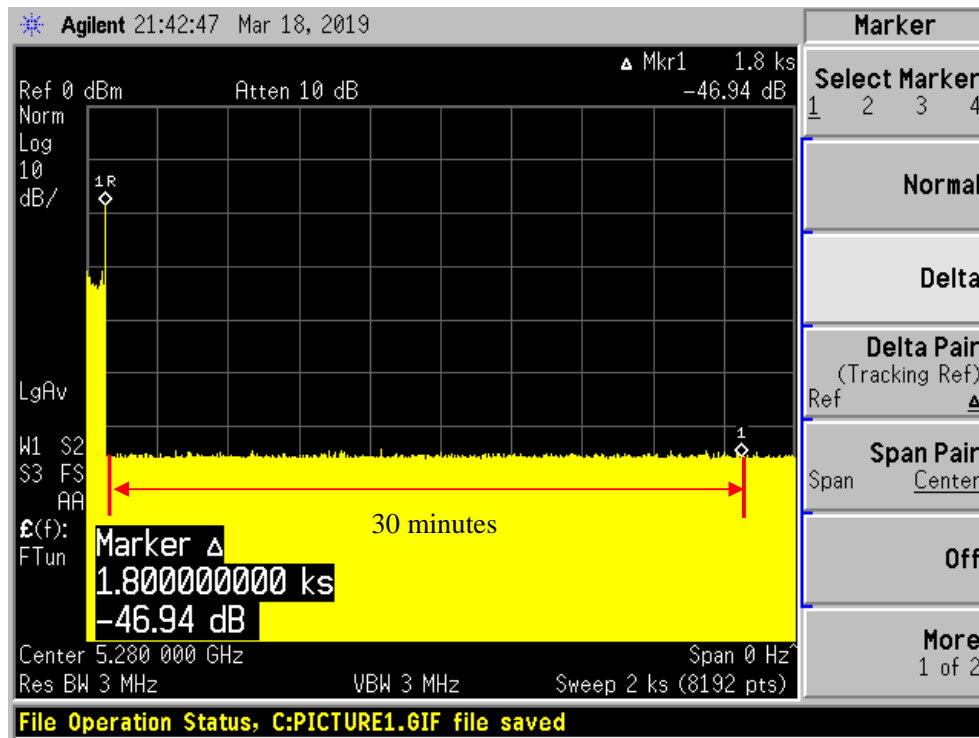 Agilent 21:42:47 Mar 18, 2019
Marker
Δ Mkr1 1.8 ks
Ref 0 dBm Atten 10 dB -46.94 dB
Select Marker
1 2 3 4
Norm
Log
10
dB/
1R
Normal
Delta
Delta Pair
(Tracking Ref)
Ref Δ
LgAv
1
W1 S2
S3 FS
AA
Span Pair
Span Center
30 minutes
£(f):
FTun
Marker Δ
1.800000000 ks
-46.94 dB
Off
Center 5.280 000 GHz Span 0 Hz^
Res BW 3 MHz VBW 3 MHz Sweep 2 ks (8192 pts)
More
1 of 2
File Operation Status, C:PICTURE1.GIF file saved